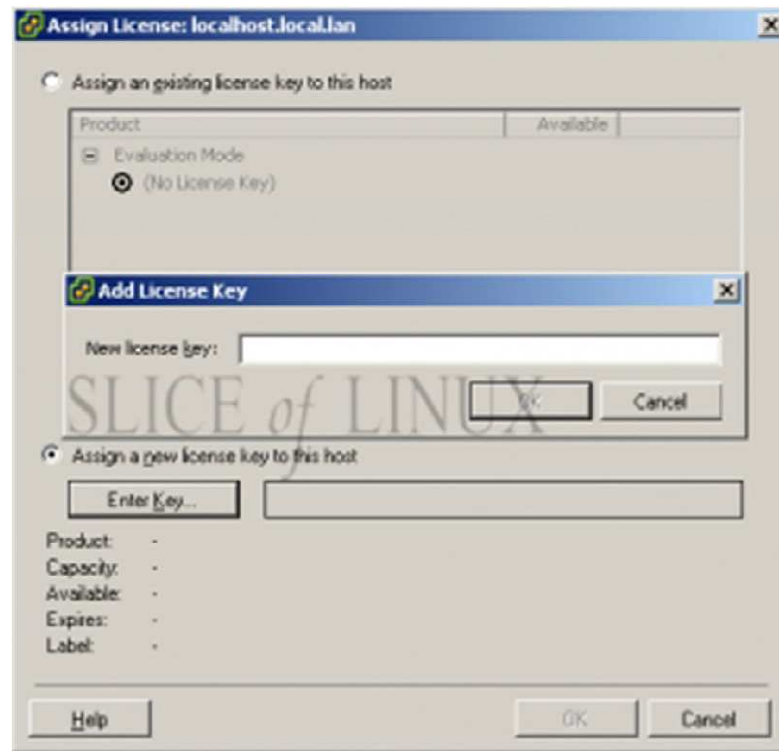 Assign License: localhost.local.lan
Assign an existing license key to this host
Product Available
Evaluation Mode
(No License Key)
Add License Key
New license key:
OK Cancel
SLICE of LINUX
Assign a new license key to this host
Enter Key...
Product: -
Capacity: -
Available: -
Expires: -
Label: -
Help OK Cancel